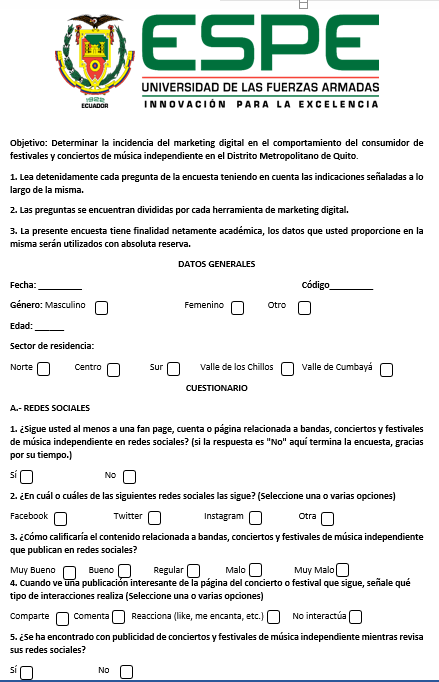 ESPE
UNIVERSIDAD DE LAS FUERZAS ARMADAS
INNOVACIÓN PARA LA EXCELENCIA
1922
ECUADOR
Objetivo: Determinar la incidencia del marketing digital en el comportamiento del consumidor de
festivales y conciertos de música independiente en el Distrito Metropolitano de Quito.
1. Lea detenidamente cada pregunta de la encuesta teniendo en cuenta las indicaciones señaladas a lo
largo de la misma.
2. Las preguntas se encuentran divididas por cada herramienta de marketing digital.
3. La presente encuesta tiene finalidad netamente académica, los datos que usted proporcione en la
misma serán utilizados con absoluta reserva.
DATOS GENERALES
Fecha: _________ Código_________
Género: Masculino Femenino Otro
Edad: ______
Sector de residencia:
Norte Centro Sur Valle de los Chillos Valle de Cumbayá
CUESTIONARIO
A.- REDES SOCIALES
1. ¿Sigue usted al menos a una fan page, cuenta o página relacionada a bandas, conciertos y festivales
de música independiente en redes sociales? (si la respuesta es "No" aquí termina la encuesta, gracias
por su tiempo.)
Sí No
2. ¿En cuál o cuáles de las siguientes redes sociales las sigue? (Seleccione una o varias opciones)
Facebook Twitter Instagram Otra
3. ¿Cómo calificaría el contenido relacionado a bandas, conciertos y festivales de música independiente
que publican en redes sociales?
Muy Bueno Bueno Regular Malo Muy Malo
4. Cuando ve una publicación interesante de la página del concierto o festival que sigue, señale qué
tipo de interacciones realiza (Seleccione una o varias opciones)
Comparte Comenta Reacciona (like, me encanta, etc.) No interactúa
5. ¿Se ha encontrado con publicidad de conciertos y festivales de música independiente mientras revisa
sus redes sociales?
Sí No